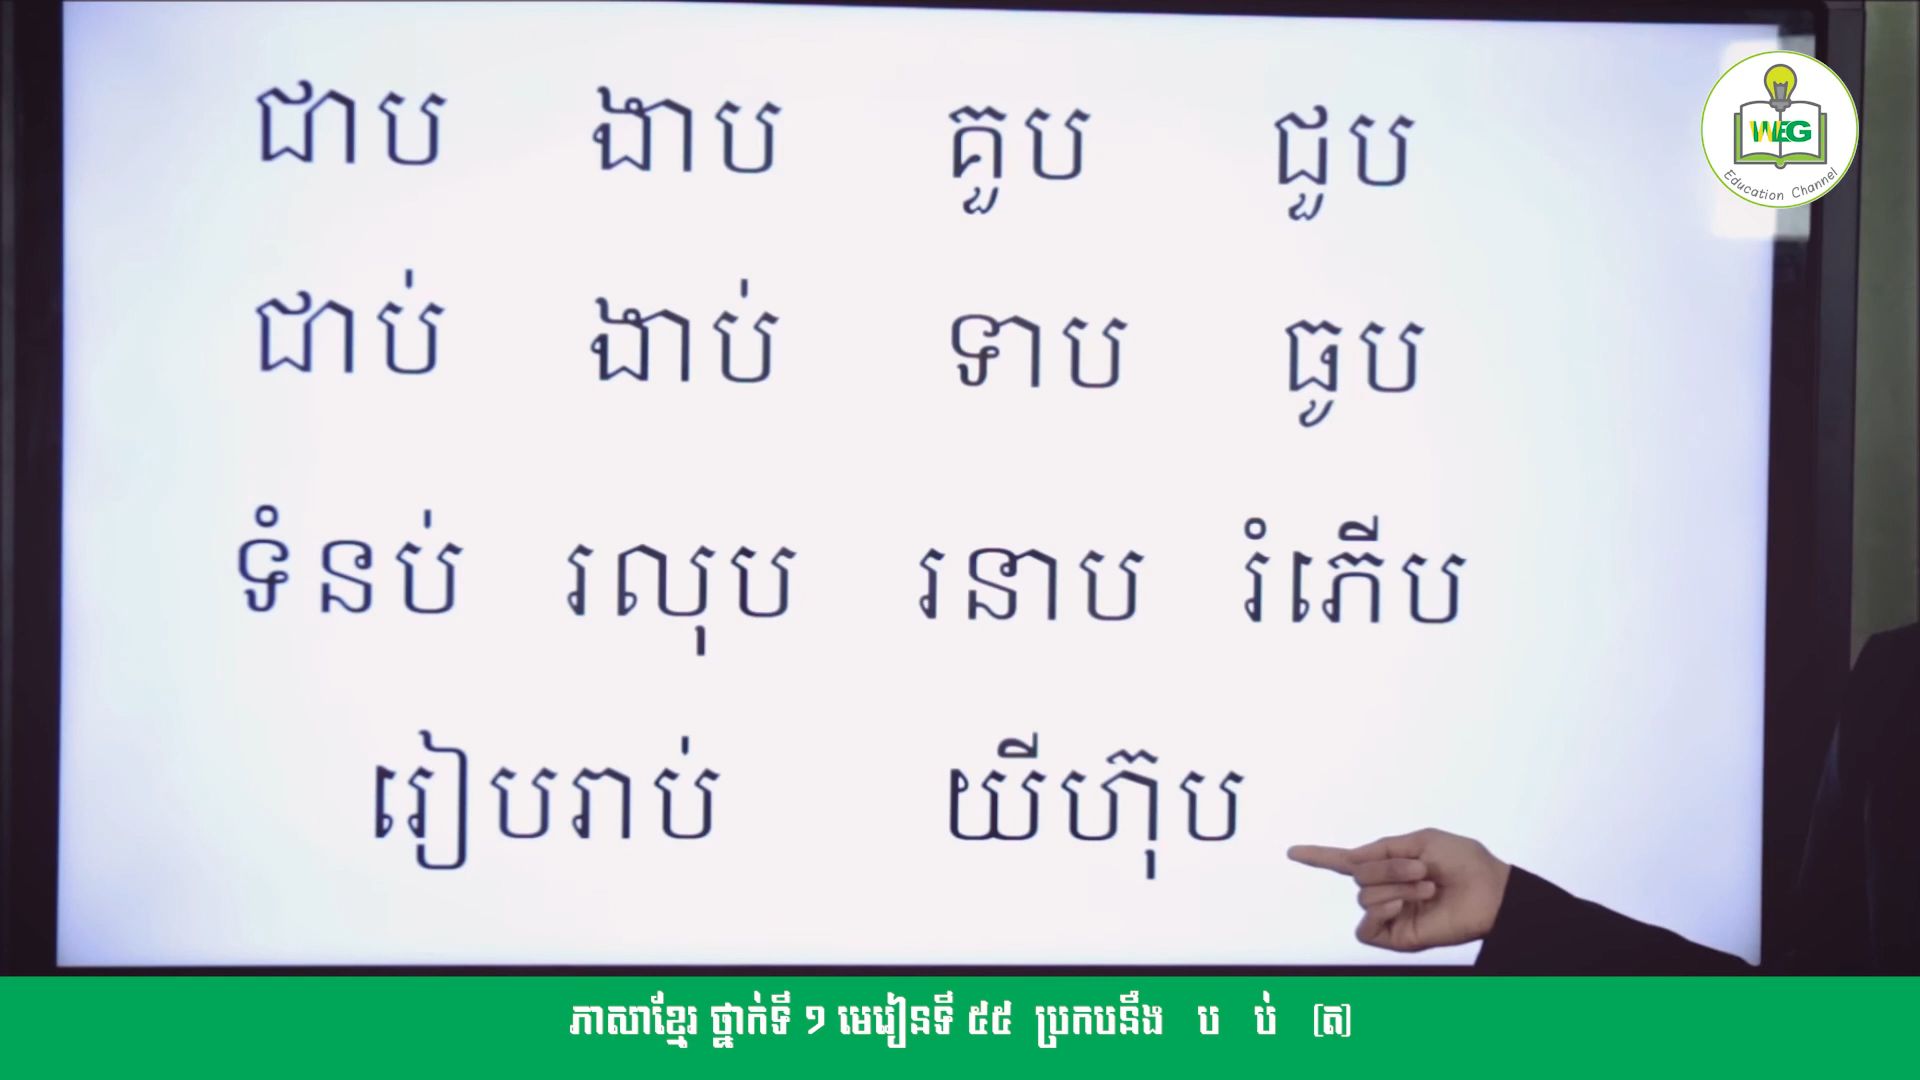 ជាប ងាប គួប ជួប
ជាប់ ងាប់ ទាប ធូប
ទំនប់ រលុប រនាប រំភើប
រៀបរាប់ យីហ៊ុប
WEG
Education Channel
ភាសាខ្មែរ ថ្នាក់ទី ១ មេរៀនទី ៥៥ ប្រកបនឹង ប ប់ (ត)